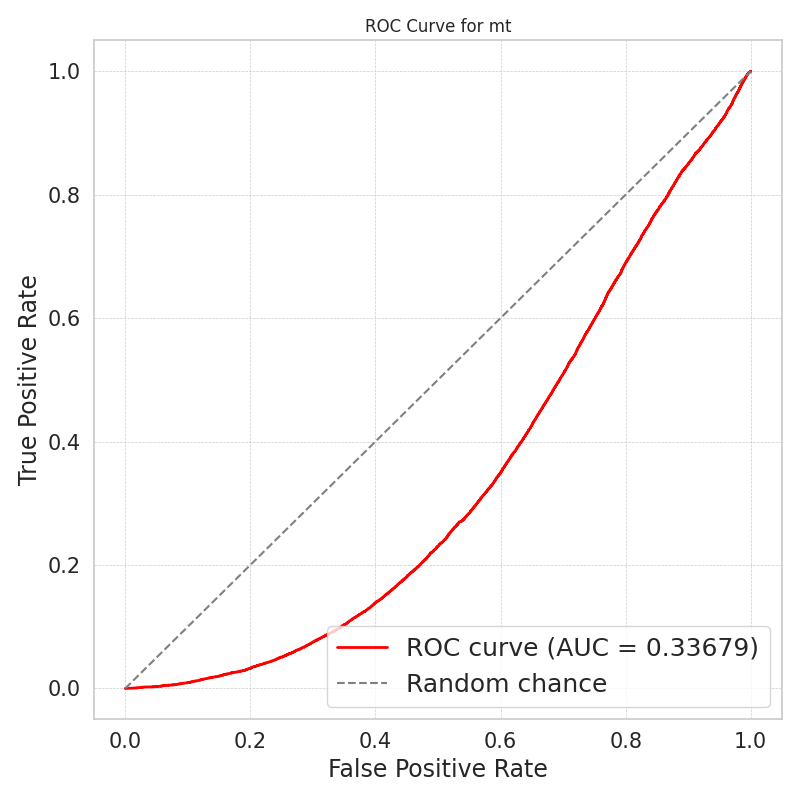 ROC Curve for mt
True Positive Rate
1.0
0.8
0.6
0.4
0.2
0.0
ROC curve (AUC = 0.33679)
Random chance
0.0 0.2 0.4 0.6 0.8 1.0
False Positive Rate